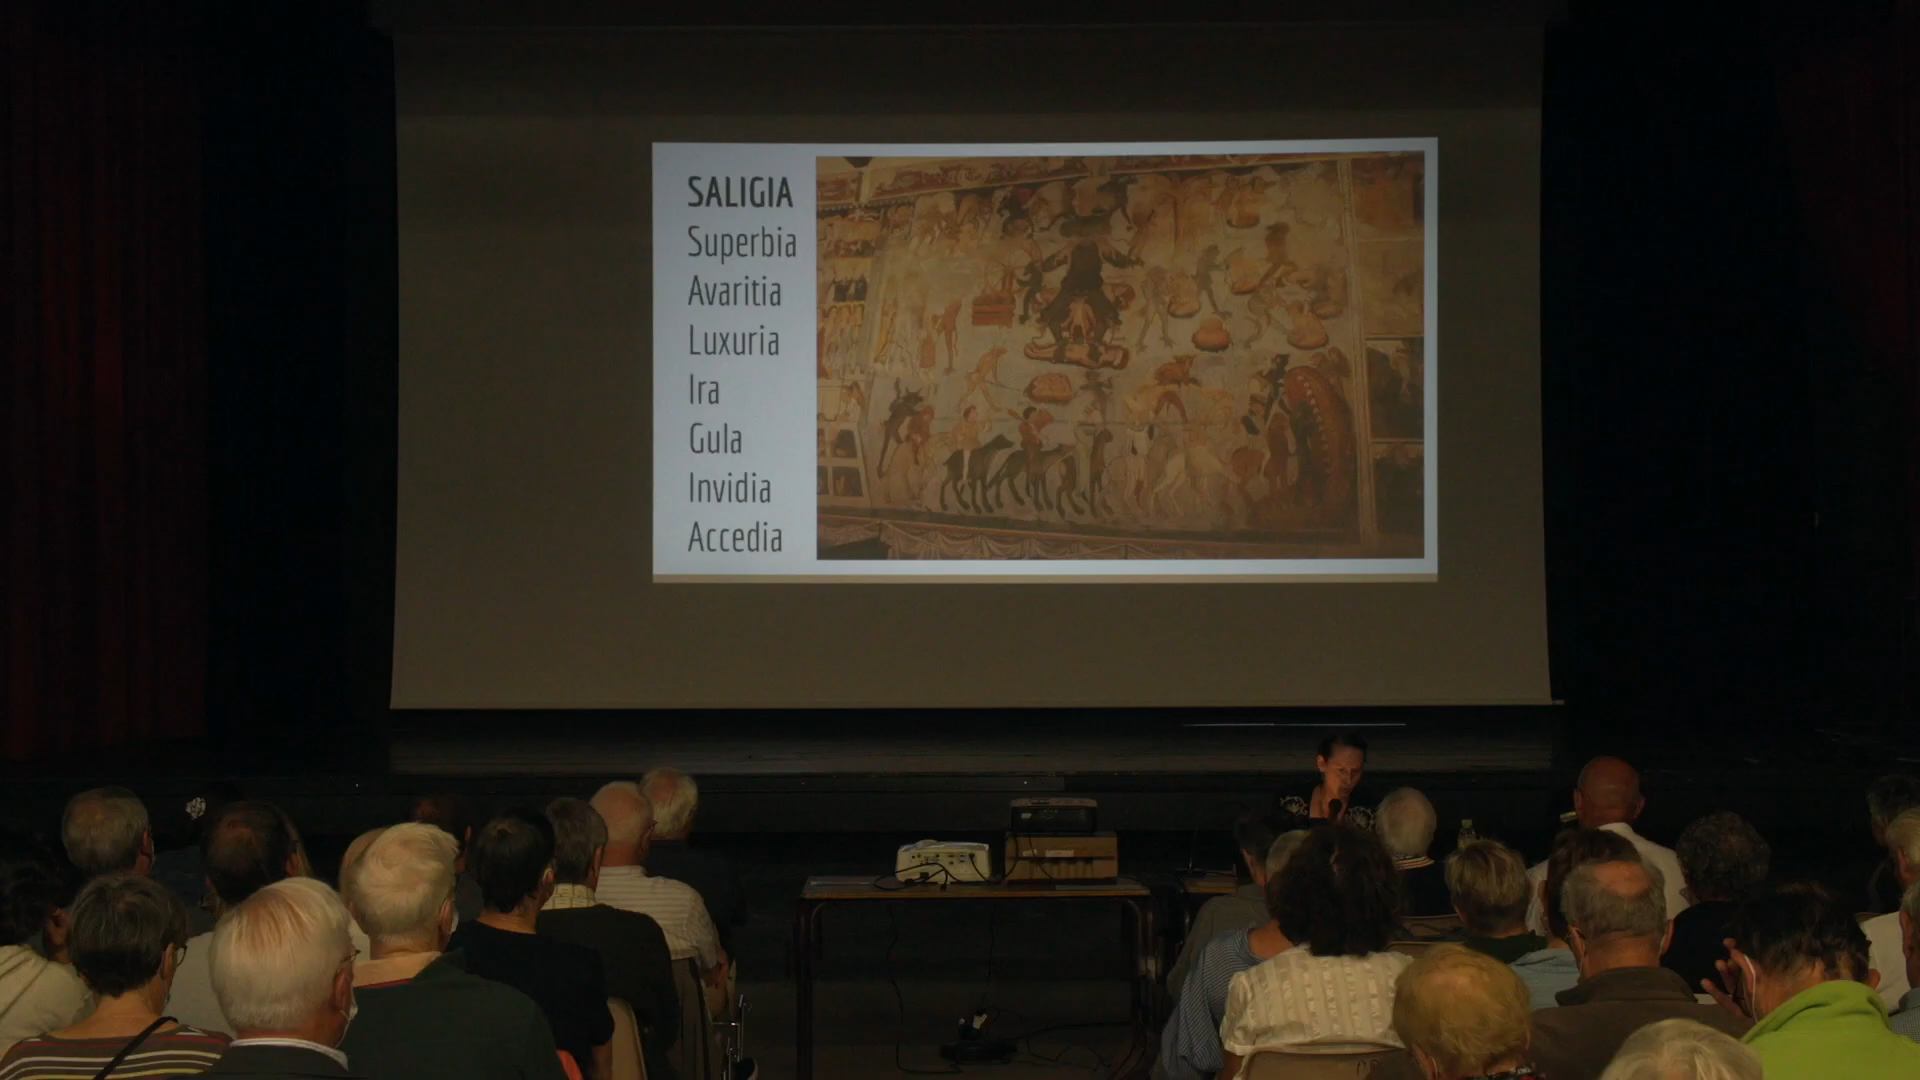 SALIGIA
Superbia
Avaritia
Luxuria
Ira
Gula
Invidia
Accedia